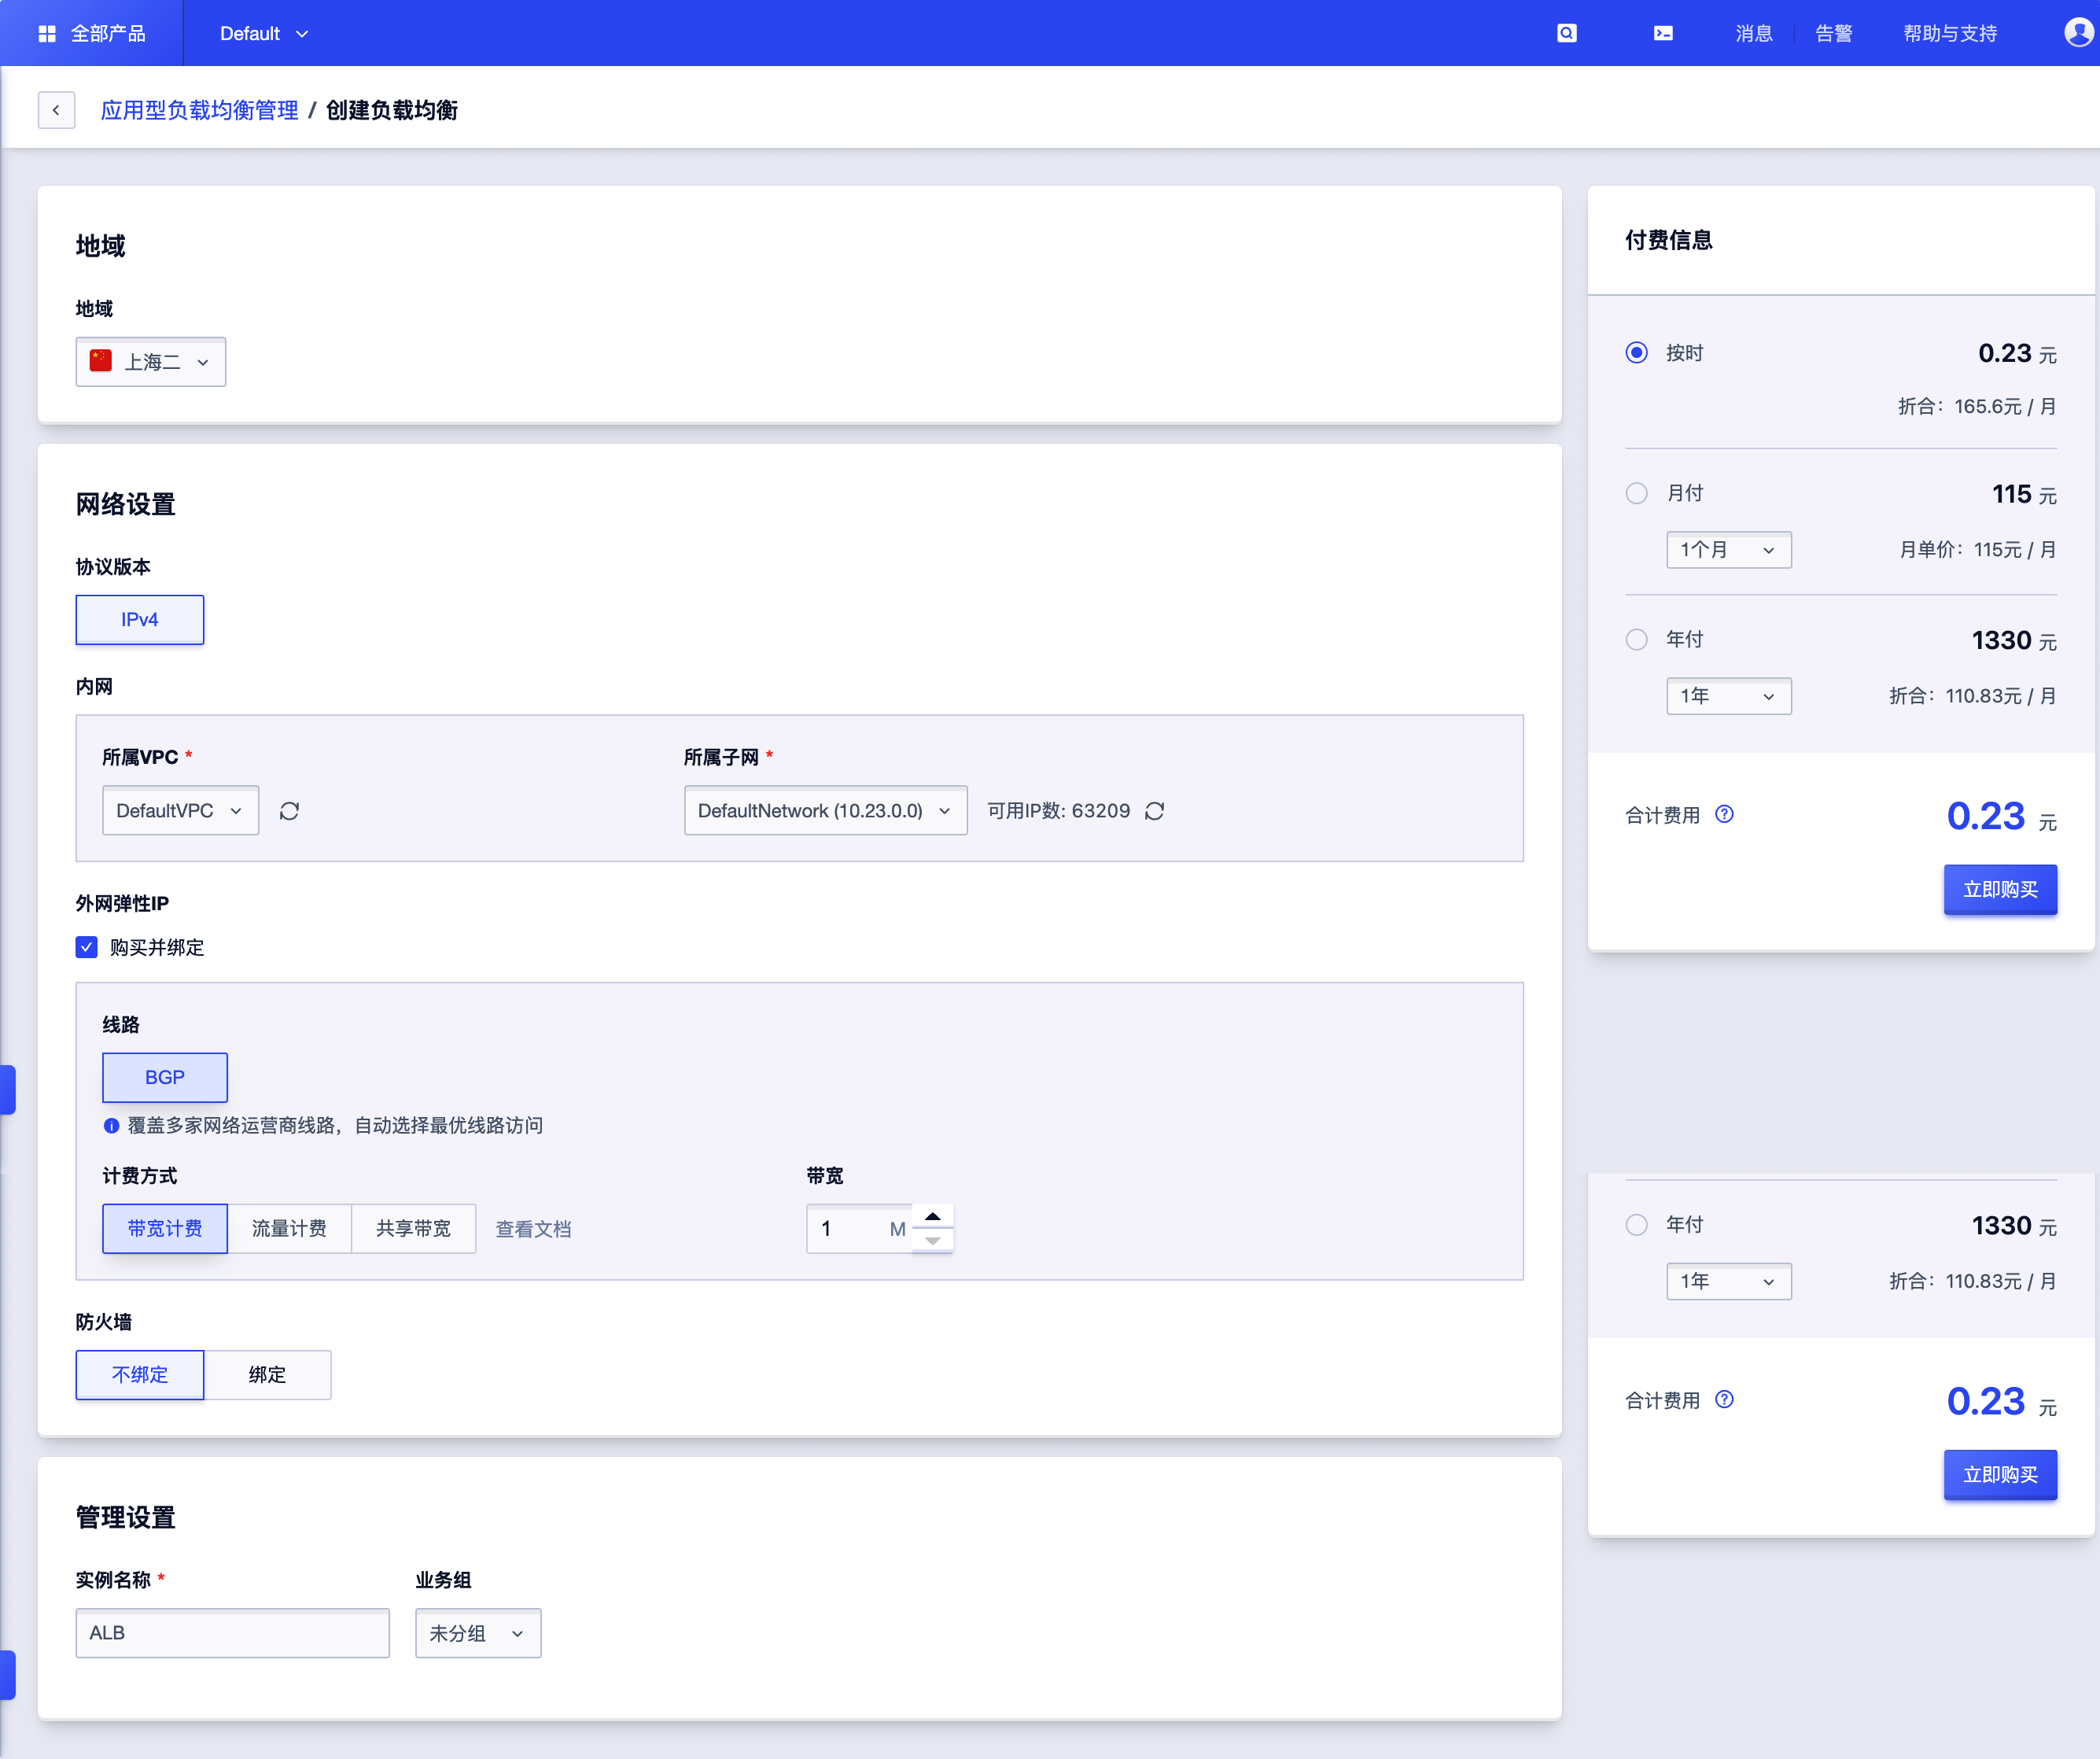 全部产品
Default
消息
告警
帮助与支持
应用型负载均衡管理 / 创建负载均衡
地域
地域
上海二
网络设置
协议版本
IPv4
内网
所属VPC *
所属子网 *
DefaultVPC
DefaultNetwork (10.23.0.0)
可用IP数: 63209
外网弹性IP
购买并绑定
线路
BGP
覆盖多家网络运营商线路，自动选择最优线路访问
计费方式
带宽
带宽计费
流量计费
共享带宽
查看文档
1 M
防火墙
不绑定
绑定
管理设置
实例名称 *
业务组
ALB
未分组
付费信息
按时
0.23 元
折合：165.6元 / 月
月付
115 元
1个月
月单价：115元 / 月
年付
1330 元
1年
折合：110.83元 / 月
合计费用
0.23 元
立即购买
年付
1330 元
1年
折合：110.83元 / 月
合计费用
0.23 元
立即购买